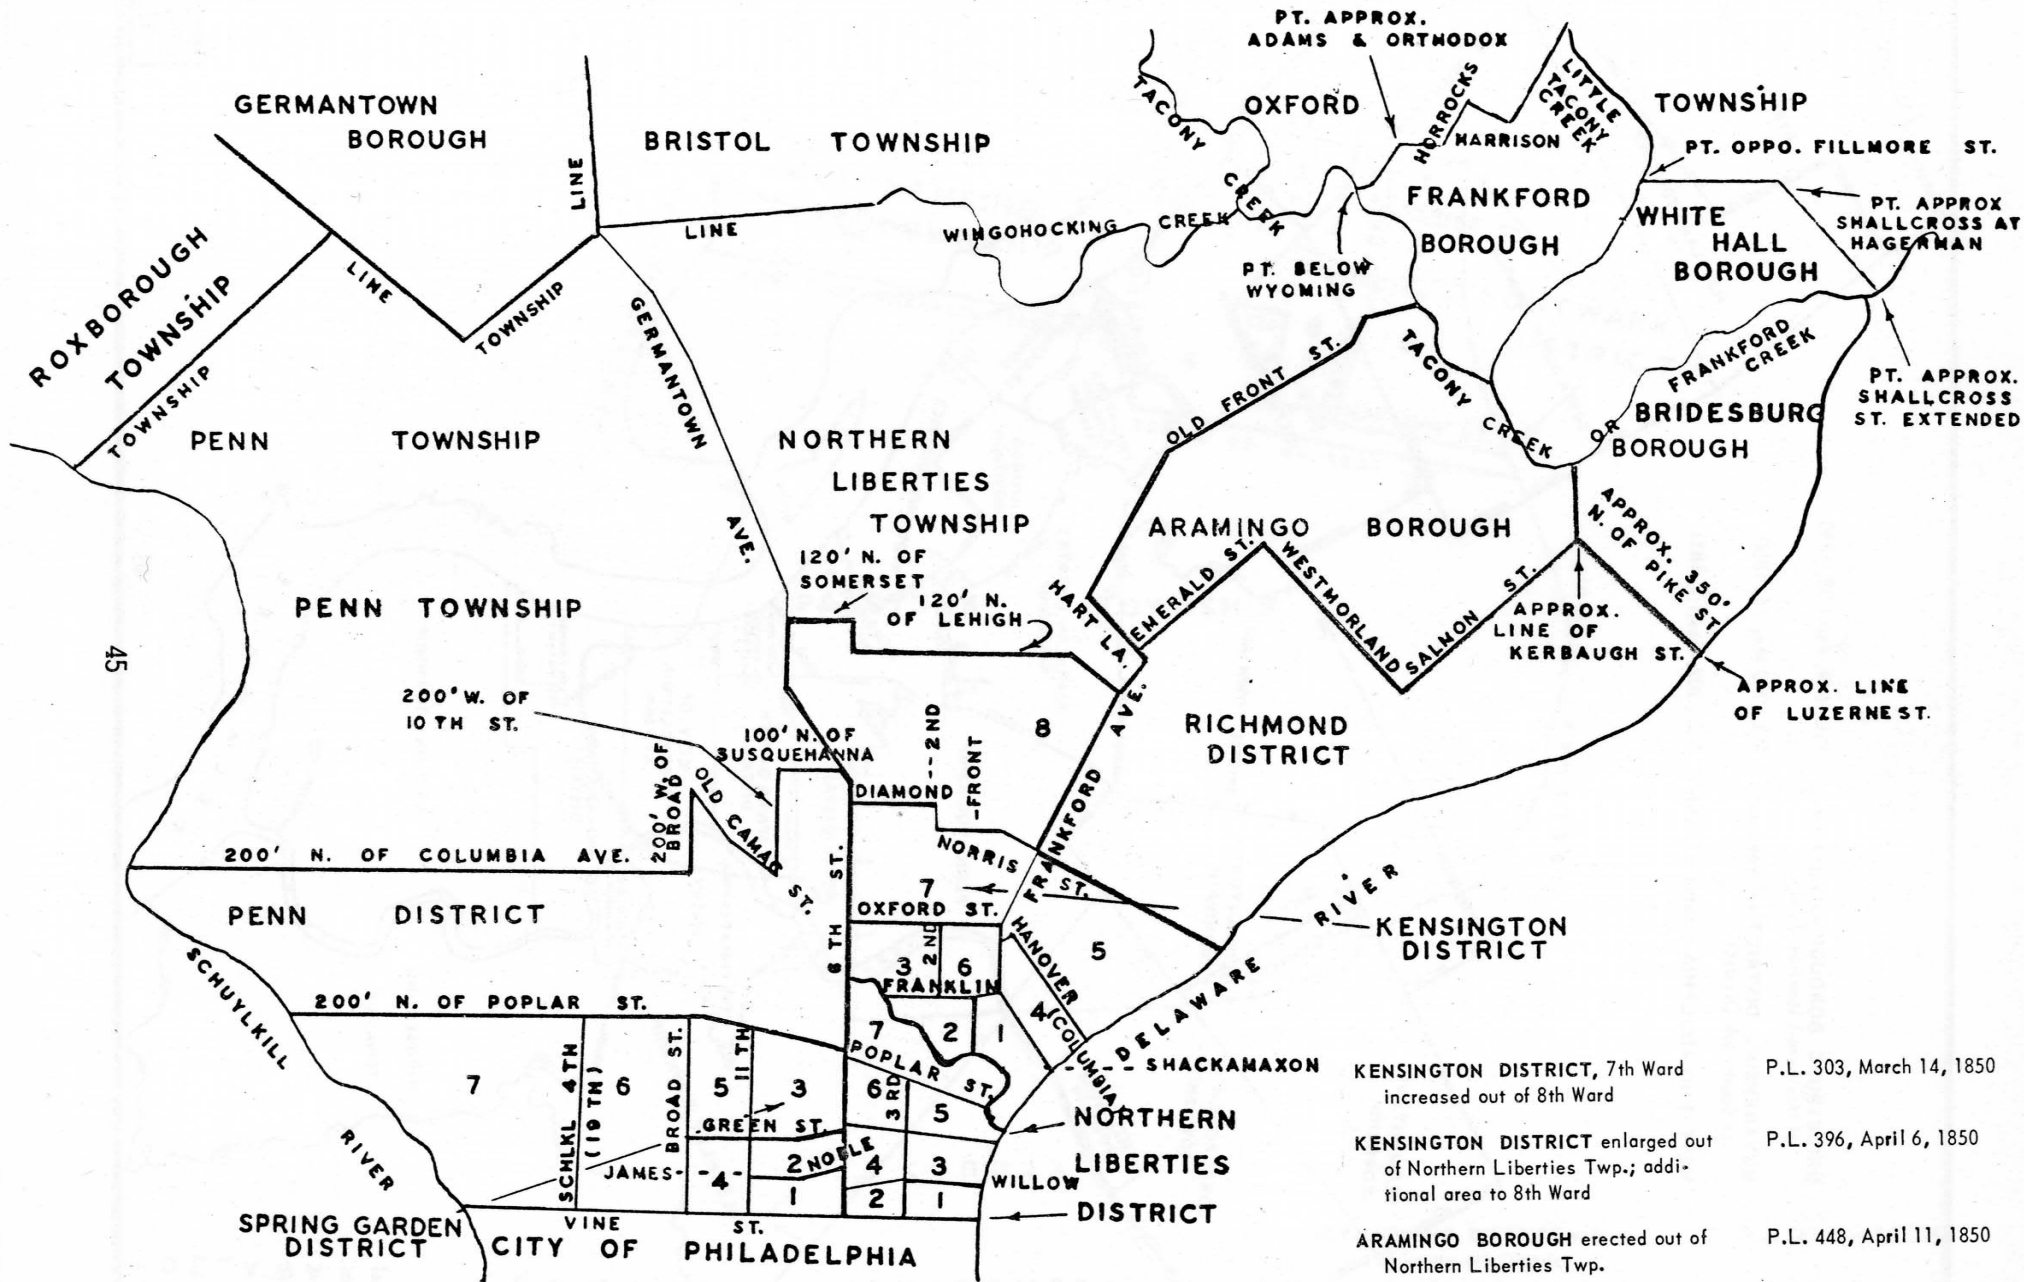 PT. APPROX.
ADAMS & ORTHODOX
GERMANTOWN
BOROUGH
LINE
BRISTOL TOWNSHIP
TACONY
CREEK
OXFORD
HORROCKS
HARRISON
LITTLE
TACONY
CREEK
TOWNSHIP
PT. OPPO. FILLMORE ST.
FRANKFORD
BOROUGH
WHITE
HALL
BOROUGH
PT. APPROX
SHALLCROSS AT
HAGERMAN
ROXBOROUGH
TOWNSHIP
TOWNSHIP
LINE
TOWNSHIP
LINE
WINGOHOCKING CREEK
PT. BELOW
WYOMING
GERMANTOWN
AVE.
PENN TOWNSHIP
NORTHERN
LIBERTIES
TOWNSHIP
OLD FRONT ST.
TACONY
CREEK
OR
FRANKFORD
CREEK
BRIDESBURG
BOROUGH
PT. APPROX.
SHALLCROSS
ST. EXTENDED
ARAMINGO BOROUGH
APPROX. 350'
N. OF PIKE ST
120' N. OF
SOMERSET
120' N.
OF LEHIGH
HART LA.
EMERALD ST.
WESTMORLAND
SALMON ST.
APPROX.
LINE OF
KERBAUGH ST.
APPROX. LINE
OF LUZERNE ST.
PENN TOWNSHIP
45
200' W. OF
10 TH ST.
100' N. OF
SUSQUEHANNA
200' W. OF
BROAD
OLD CAMAC ST.
DIAMOND
--2ND
-FRONT
8
FRANKFORD AVE.
RICHMOND
DISTRICT
200' N. OF COLUMBIA AVE.
6 TH ST.
NORRIS
ST.
7
OXFORD ST.
PENN DISTRICT
3
2ND
6
FRANKLIN
HANOVER
(COLUMBIA)
5
4
KENSINGTON
DISTRICT
DELAWARE
RIVER
SCHUYLKILL
RIVER
200' N. OF POPLAR ST.
7
2
1
POPLAR ST.
SHACKAMAXON
7
SCHLKL 4TH
(19 TH)
6
BROAD ST.
5
11 TH
3
6
3RD
5
GREEN ST.
JAMES-
-4-
2
NOBLE
4
3
1
2
1
WILLOW
NORTHERN
LIBERTIES
DISTRICT
SPRING GARDEN
DISTRICT
VINE ST.
CITY OF PHILADELPHIA
KENSINGTON DISTRICT, 7th Ward P.L. 303, March 14, 1850
increased out of 8th Ward
KENSINGTON DISTRICT enlarged out P.L. 396, April 6, 1850
of Northern Liberties Twp.; addi-
tional area to 8th Ward
ARAMINGO BOROUGH erected out of P.L. 448, April 11, 1850
Northern Liberties Twp.